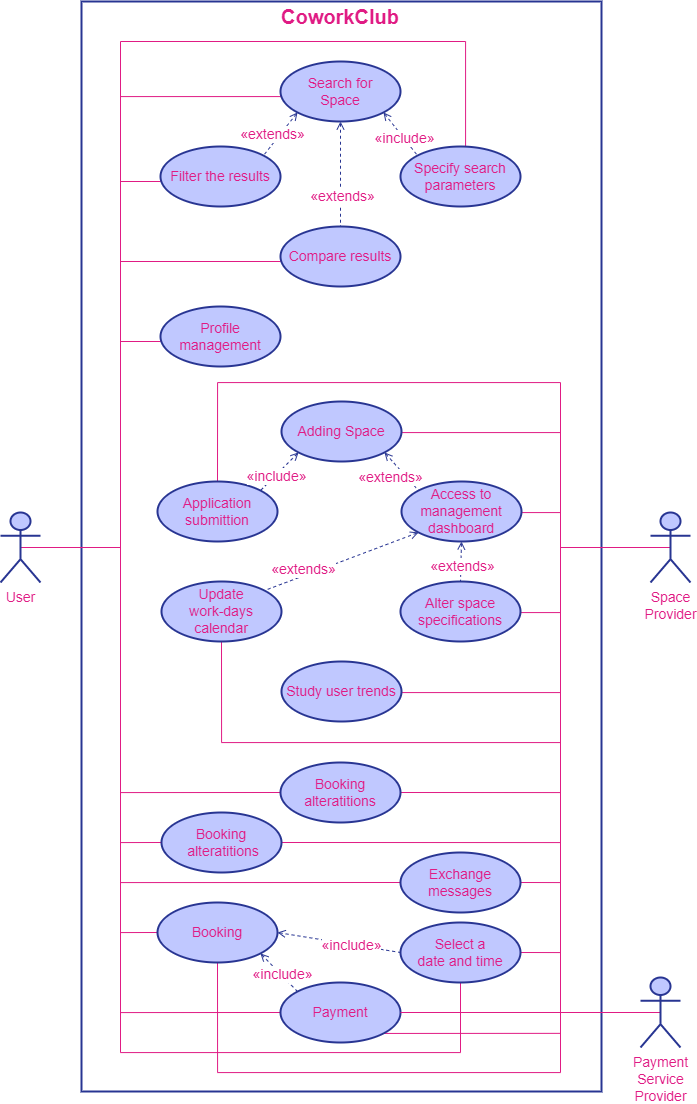 CoworkClub
Search for
Space
«extends»
«include»
Filter the results
Specify search
parameters
«extends»
Compare results
Profile
management
Adding Space
«include»
«extends»
Application
submittion
Access to
management
dashboard
User
Space
Provider
«extends»
«extends»
Update
work-days
calendar
Alter space
specifications
Study user trends
Booking
alteratitions
Booking
alteratitions
Exchange
messages
Booking
«include»
Select a
date and time
«include»
Payment
Payment
Service
Provider